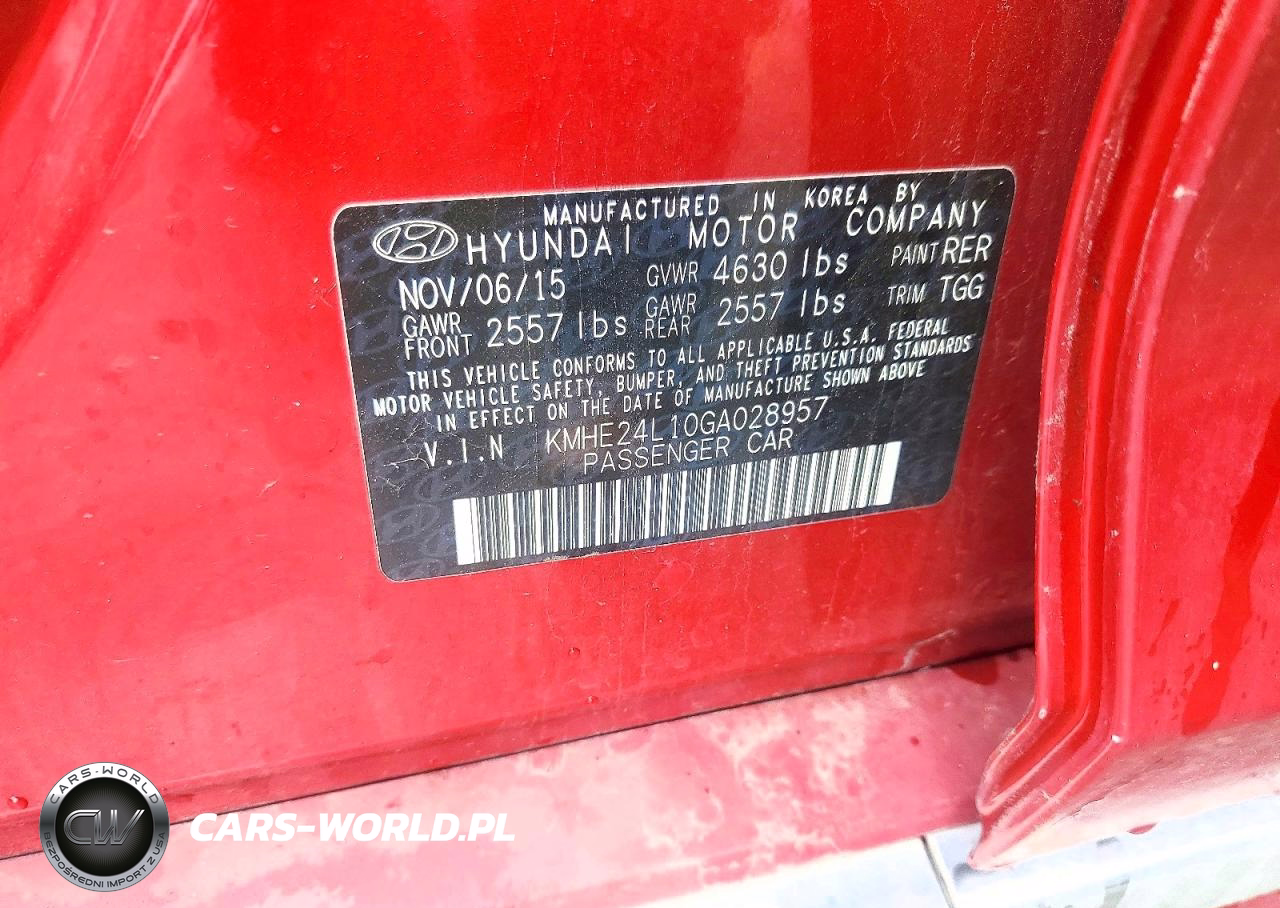 MANUFACTURED IN KOREA BY
HYUNDAI MOTOR COMPANY
NOV/06/15 GVWR 4630 lbs PAINT RER
GAWR FRONT 2557 lbs GAWR REAR 2557 lbs TRIM TGG
THIS VEHICLE CONFORMS TO ALL APPLICABLE U.S.A. FEDERAL
MOTOR VEHICLE SAFETY, BUMPER, AND THEFT PREVENTION STANDARDS
IN EFFECT ON THE DATE OF MANUFACTURE SHOWN ABOVE
V.I.N KMHE24L10GA028957
PASSENGER CAR
CARS-WORLD
CW
BEZPOŚREDNI IMPORT Z USA
CARS-WORLD.PL